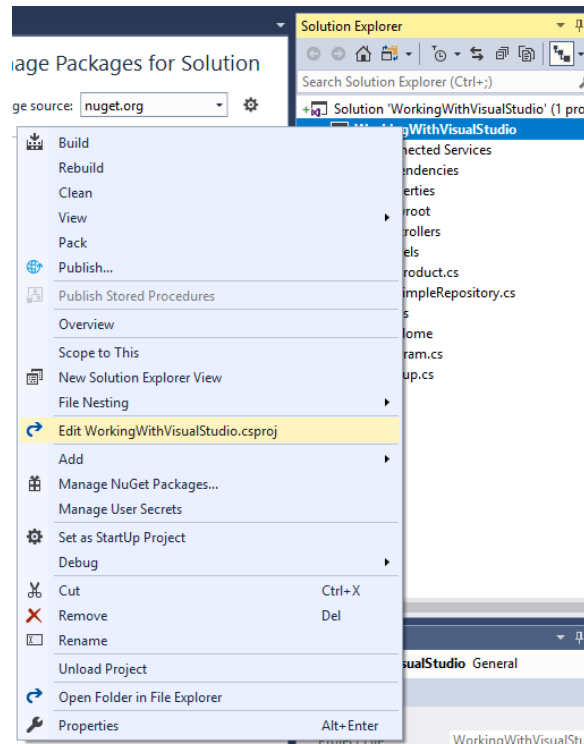 Solution Explorer
age Packages for Solution
Search Solution Explorer (Ctrl+;)
ge source: nuget.org
Solution 'WorkingWithVisualStudio' (1 pro
gWithVisualStudio
nected Services
endencies
erties
root
rollers
els
roduct.cs
impleRepository.cs
s
ome
ram.cs
up.cs
Build
Rebuild
Clean
View
Pack
Publish...
Publish Stored Procedures
Overview
Scope to This
New Solution Explorer View
File Nesting
Edit WorkingWithVisualStudio.csproj
Add
Manage NuGet Packages...
Manage User Secrets
Set as StartUp Project
Debug
Cut Ctrl+X
Remove Del
Rename
Unload Project
Open Folder in File Explorer
Properties Alt+Enter
sualStudio General
WorkingWithVisualStu